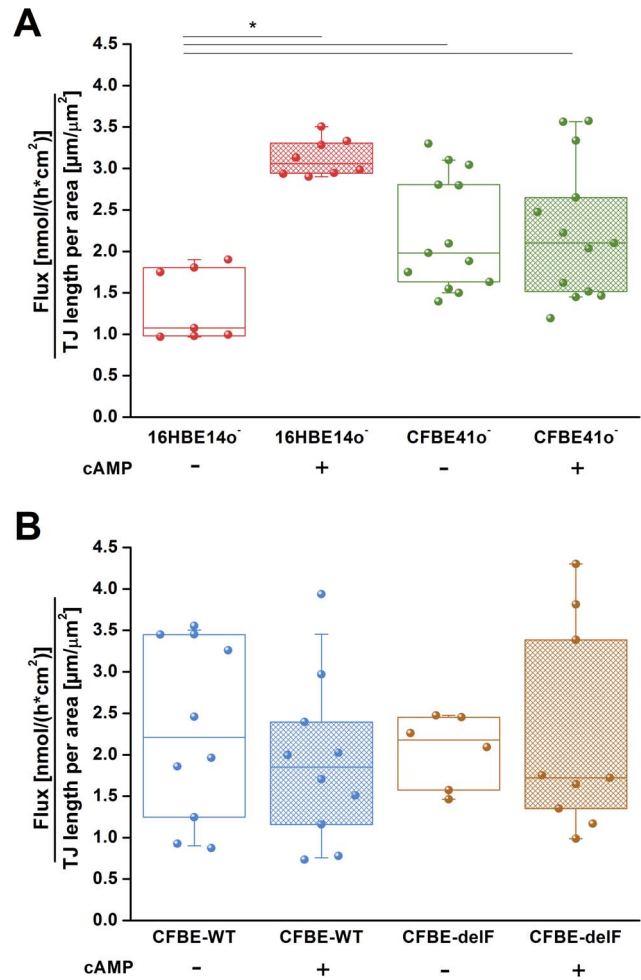 A
*
Flux [nmol/(h*cm²)]
TJ length per area [µm/µm²]
4.5
4.0
3.5
3.0
2.5
2.0
1.5
1.0
0.5
0.0
16HBE14o⁻ 16HBE14o⁻ CFBE41o⁻ CFBE41o⁻
cAMP - + - +
B
Flux [nmol/(h*cm²)]
TJ length per area [µm/µm²]
4.5
4.0
3.5
3.0
2.5
2.0
1.5
1.0
0.5
0.0
CFBE-WT CFBE-WT CFBE-delF CFBE-delF
cAMP - + - +